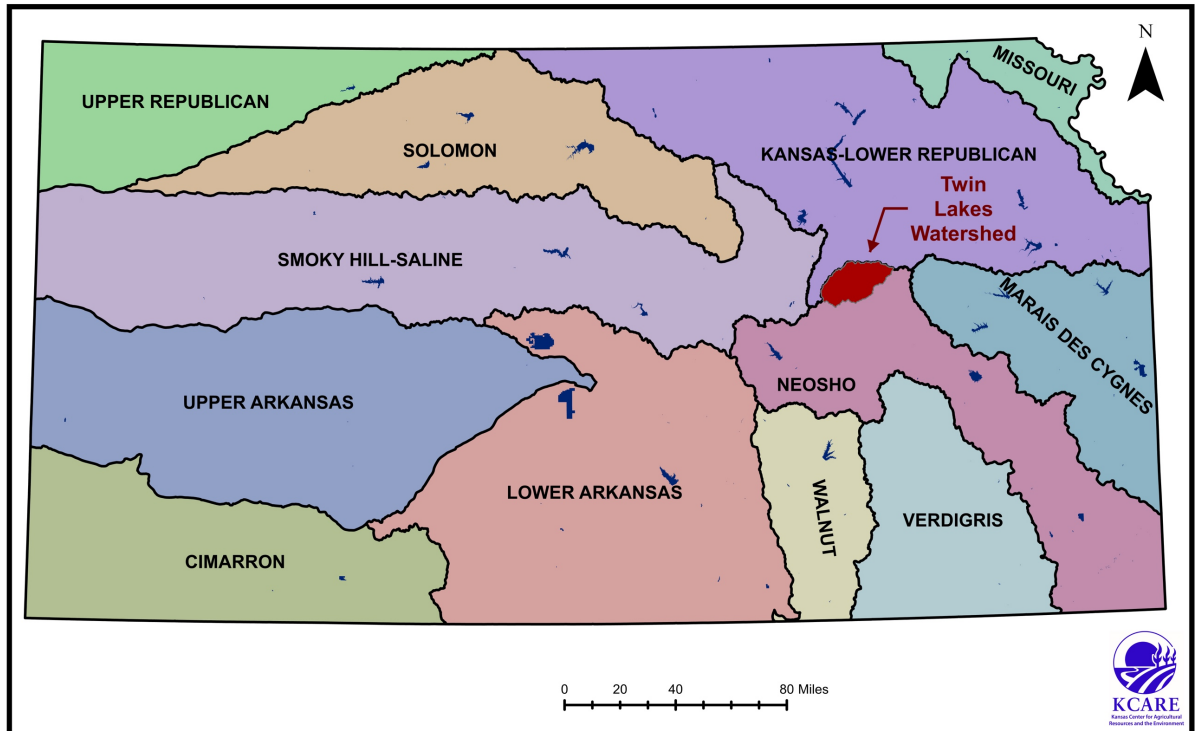 N
MISSOURI
UPPER REPUBLICAN
SOLOMON
KANSAS-LOWER REPUBLICAN
Twin
Lakes
Watershed
SMOKY HILL-SALINE
MARAIS DES CYGNES
NEOSHO
UPPER ARKANSAS
LOWER ARKANSAS
WALNUT
VERDIGRIS
CIMARRON
0 20 40 80 Miles
KCARE
Kansas Center for Agricultural
Resources and the Environment